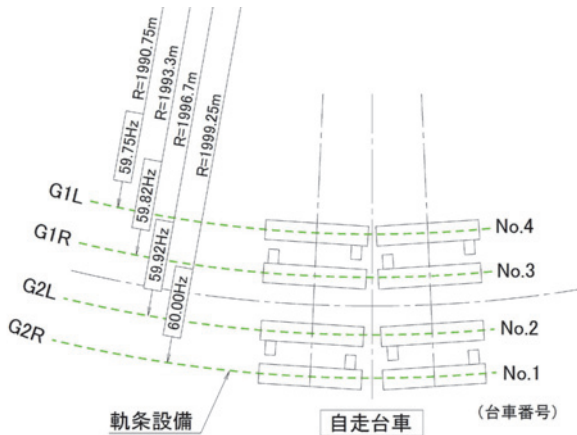 R=1990.75m
R=1993.3m
R=1996.7m
R=1999.25m
59.75Hz
59.82Hz
59.92Hz
60.00Hz
G1L
G1R
G2L
G2R
No.4
No.3
No.2
No.1
(台車番号)
軌条設備
自走台車